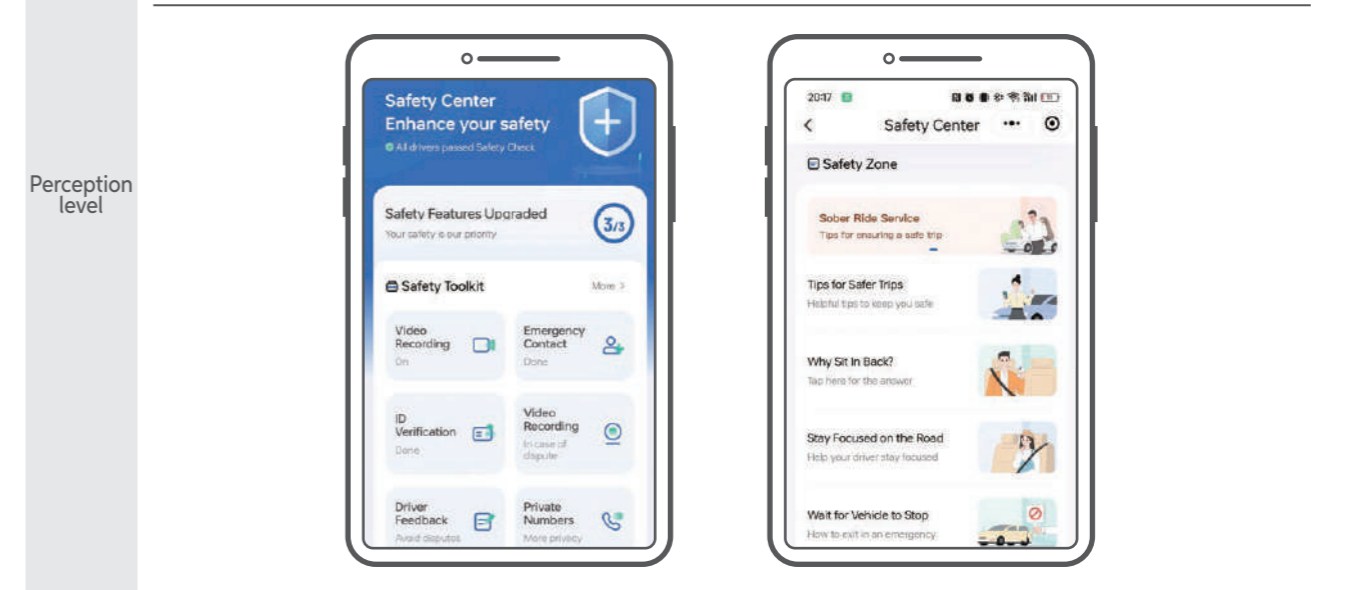 Perception
level
Safety Center
Enhance your safety
All drivers passed Safety Check
Safety Features Upgraded
Your safety is our priority
3/3
Safety Toolkit
More >
Video
Recording
On
Emergency
Contact
Done
ID
Verification
Done
Video
Recording
In case of
dispute
Driver
Feedback
Avoid disputes
Private
Numbers
More privacy
20:17
Safety Center
Safety Zone
Sober Ride Service
Tips for ensuring a safe trip
Tips for Safer Trips
Helpful tips to keep you safe
Why Sit In Back?
Tap here for the answer
Stay Focused on the Road
Help your driver stay focused
Wait for Vehicle to Stop
How to exit in an emergency